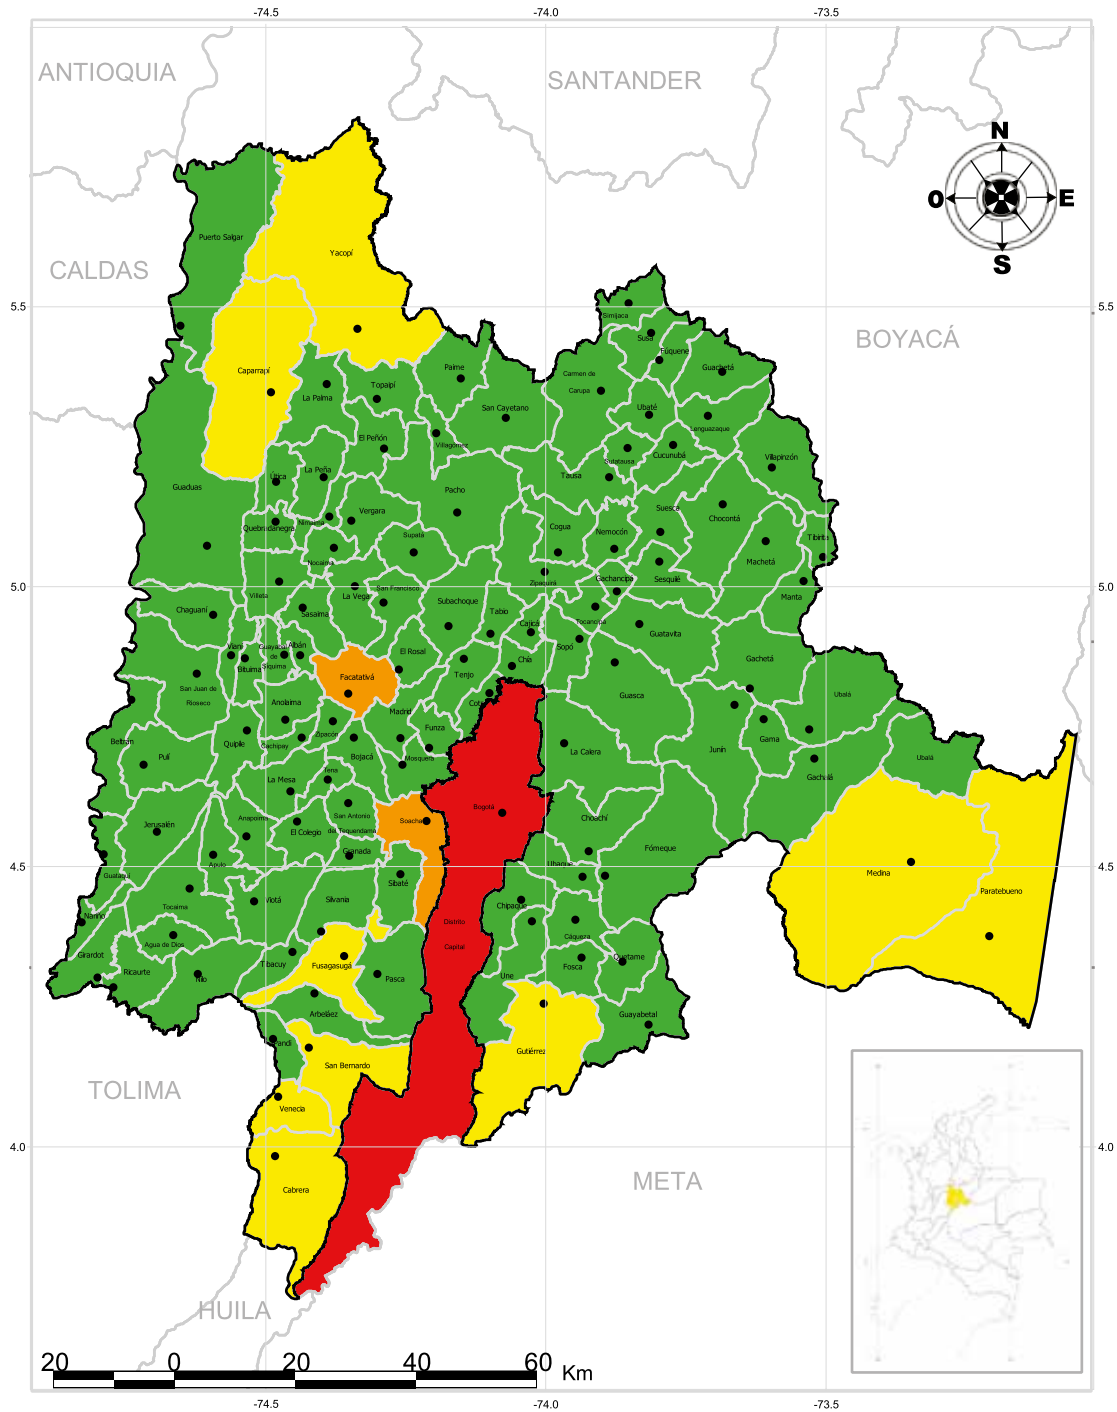 -74.5
-74.0
-73.5
ANTIOQUIA
SANTANDER
N
O
E
S
Puerto Salgar
Yacopí
CALDAS
5.5
5.5
Simijaca
Susa
Fúquene
BOYACÁ
Guachetá
Caparrapí
Carmen de
Carupa
Paime
Topaipí
La Palma
San Cayetano
Ubaté
Lenguazaque
El Peñón
Villagómez
Cucunubá
Sutatausa
Vilapinzón
Útica
La Peña
Tausa
Guaduas
Pacho
Vergara
Suesca
Chocontá
Quebradanegra
Nimaima
Cogua
Nemocón
Supatá
Tibirita
Nocaima
Machetá
Zipaquirá
Gachancipa
Sesquilé
5.0
5.0
Villeta
La Vega
San Francisco
Manta
Chaguaní
Sasaima
Subachoque
Tabio
Cajicá
Tocancipá
Guatavita
Viani
Guayabal
de
Siquima
Albán
Bituima
El Rosal
Chía
Sopó
Gachetá
Facatativá
Tenjo
San Juan de
Rioseco
Guasca
Ubalá
Anolaima
Madrid
Cota
Funza
Beltrán
Quipile
Cachipay
Zipacón
Gama
Pulí
Bojacá
Mosquera
La Calera
Junín
Ubalá
Tena
La Mesa
Gachalá
Bogotá
Jerusalén
Anapoima
San Antonio
del Tequendama
Soacha
Choachí
El Colegio
Granada
Fómeque
Apulo
4.5
4.5
Ubaque
Guataquí
Sibaté
Medina
Paratebueno
Viotá
Silvania
Tocaima
Chipaque
Nariño
Distrito
Capital
Agua de Dios
Cáqueza
Girardot
Tibacuy
Fusagasugá
Quetame
Ricaurte
Nilo
Pasca
Une
Fosca
Arbeláez
Guayabetal
Pandi
Gutiérrez
San Bernardo
TOLIMA
Venecia
4.0
4.0
META
Cabrera
HUILA
20
0
20
40
60
Km
-74.5
-74.0
-73.5